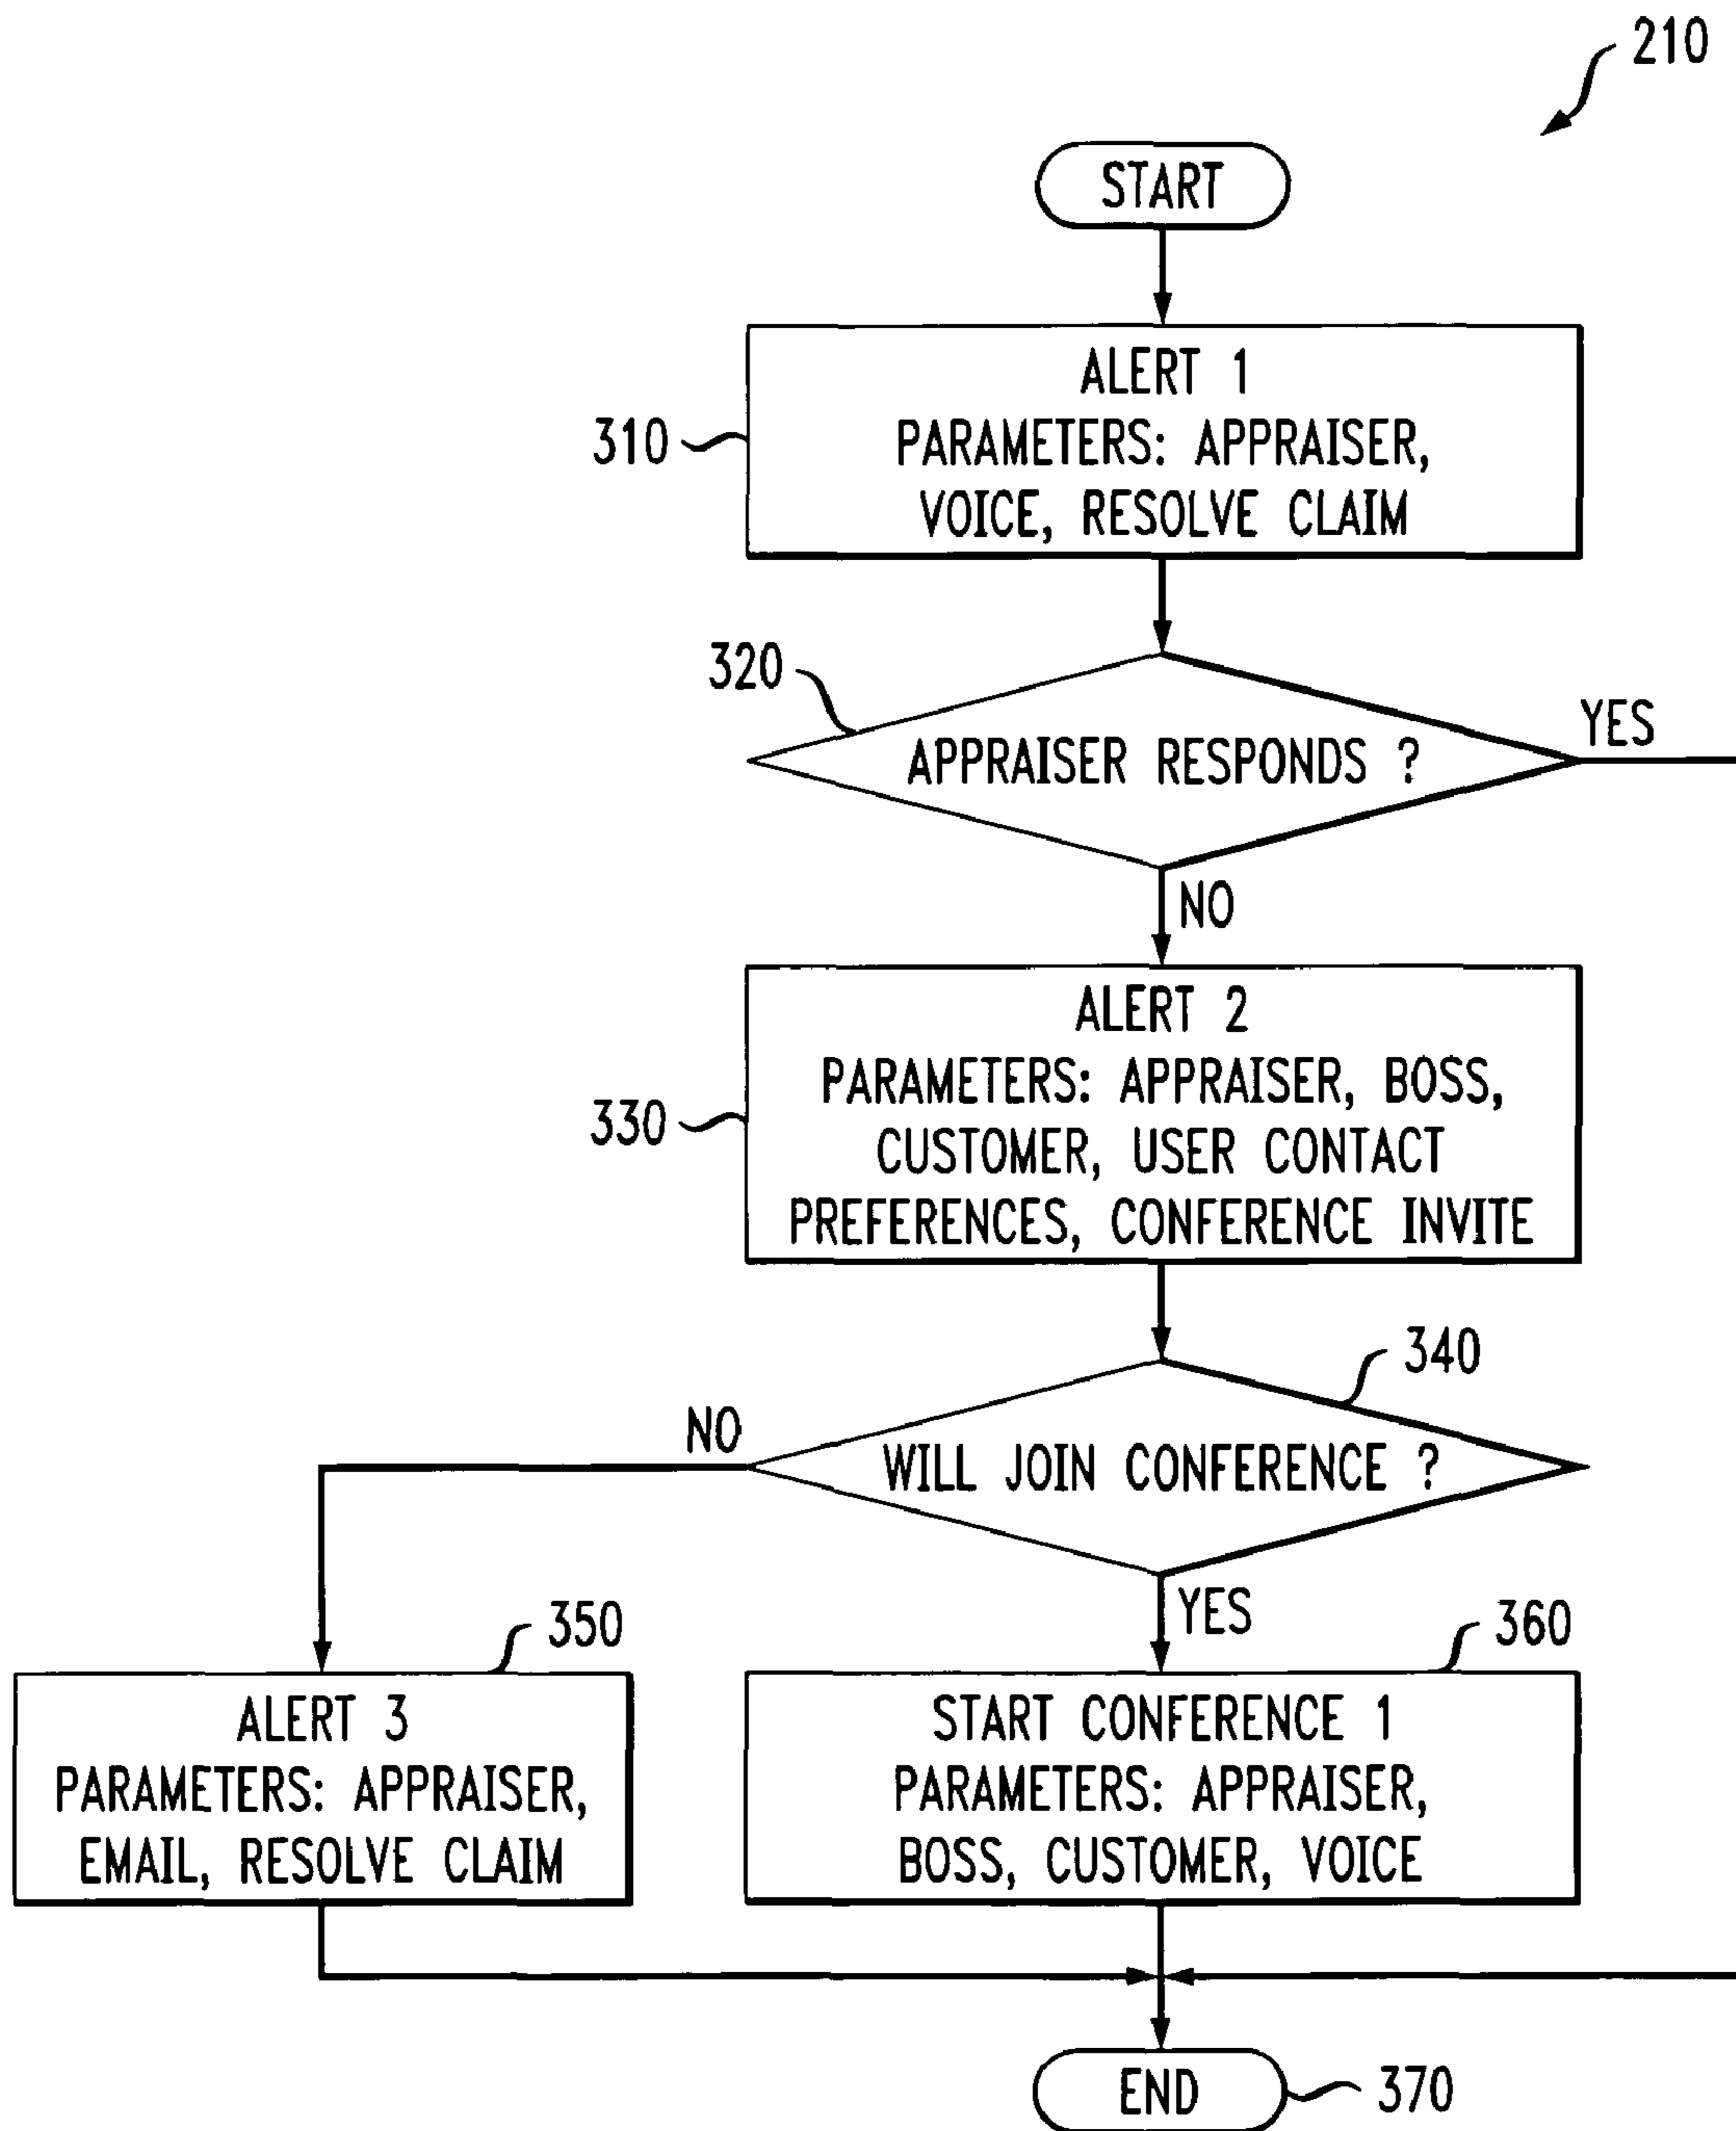 210
START
ALERT 1
PARAMETERS: APPRAISER,
VOICE, RESOLVE CLAIM
310
320
APPRAISER RESPONDS ?
YES
NO
ALERT 2
PARAMETERS: APPRAISER, BOSS,
CUSTOMER, USER CONTACT
PREFERENCES, CONFERENCE INVITE
330
340
WILL JOIN CONFERENCE ?
NO
YES
350
ALERT 3
PARAMETERS: APPRAISER,
EMAIL, RESOLVE CLAIM
360
START CONFERENCE 1
PARAMETERS: APPRAISER,
BOSS, CUSTOMER, VOICE
END
370